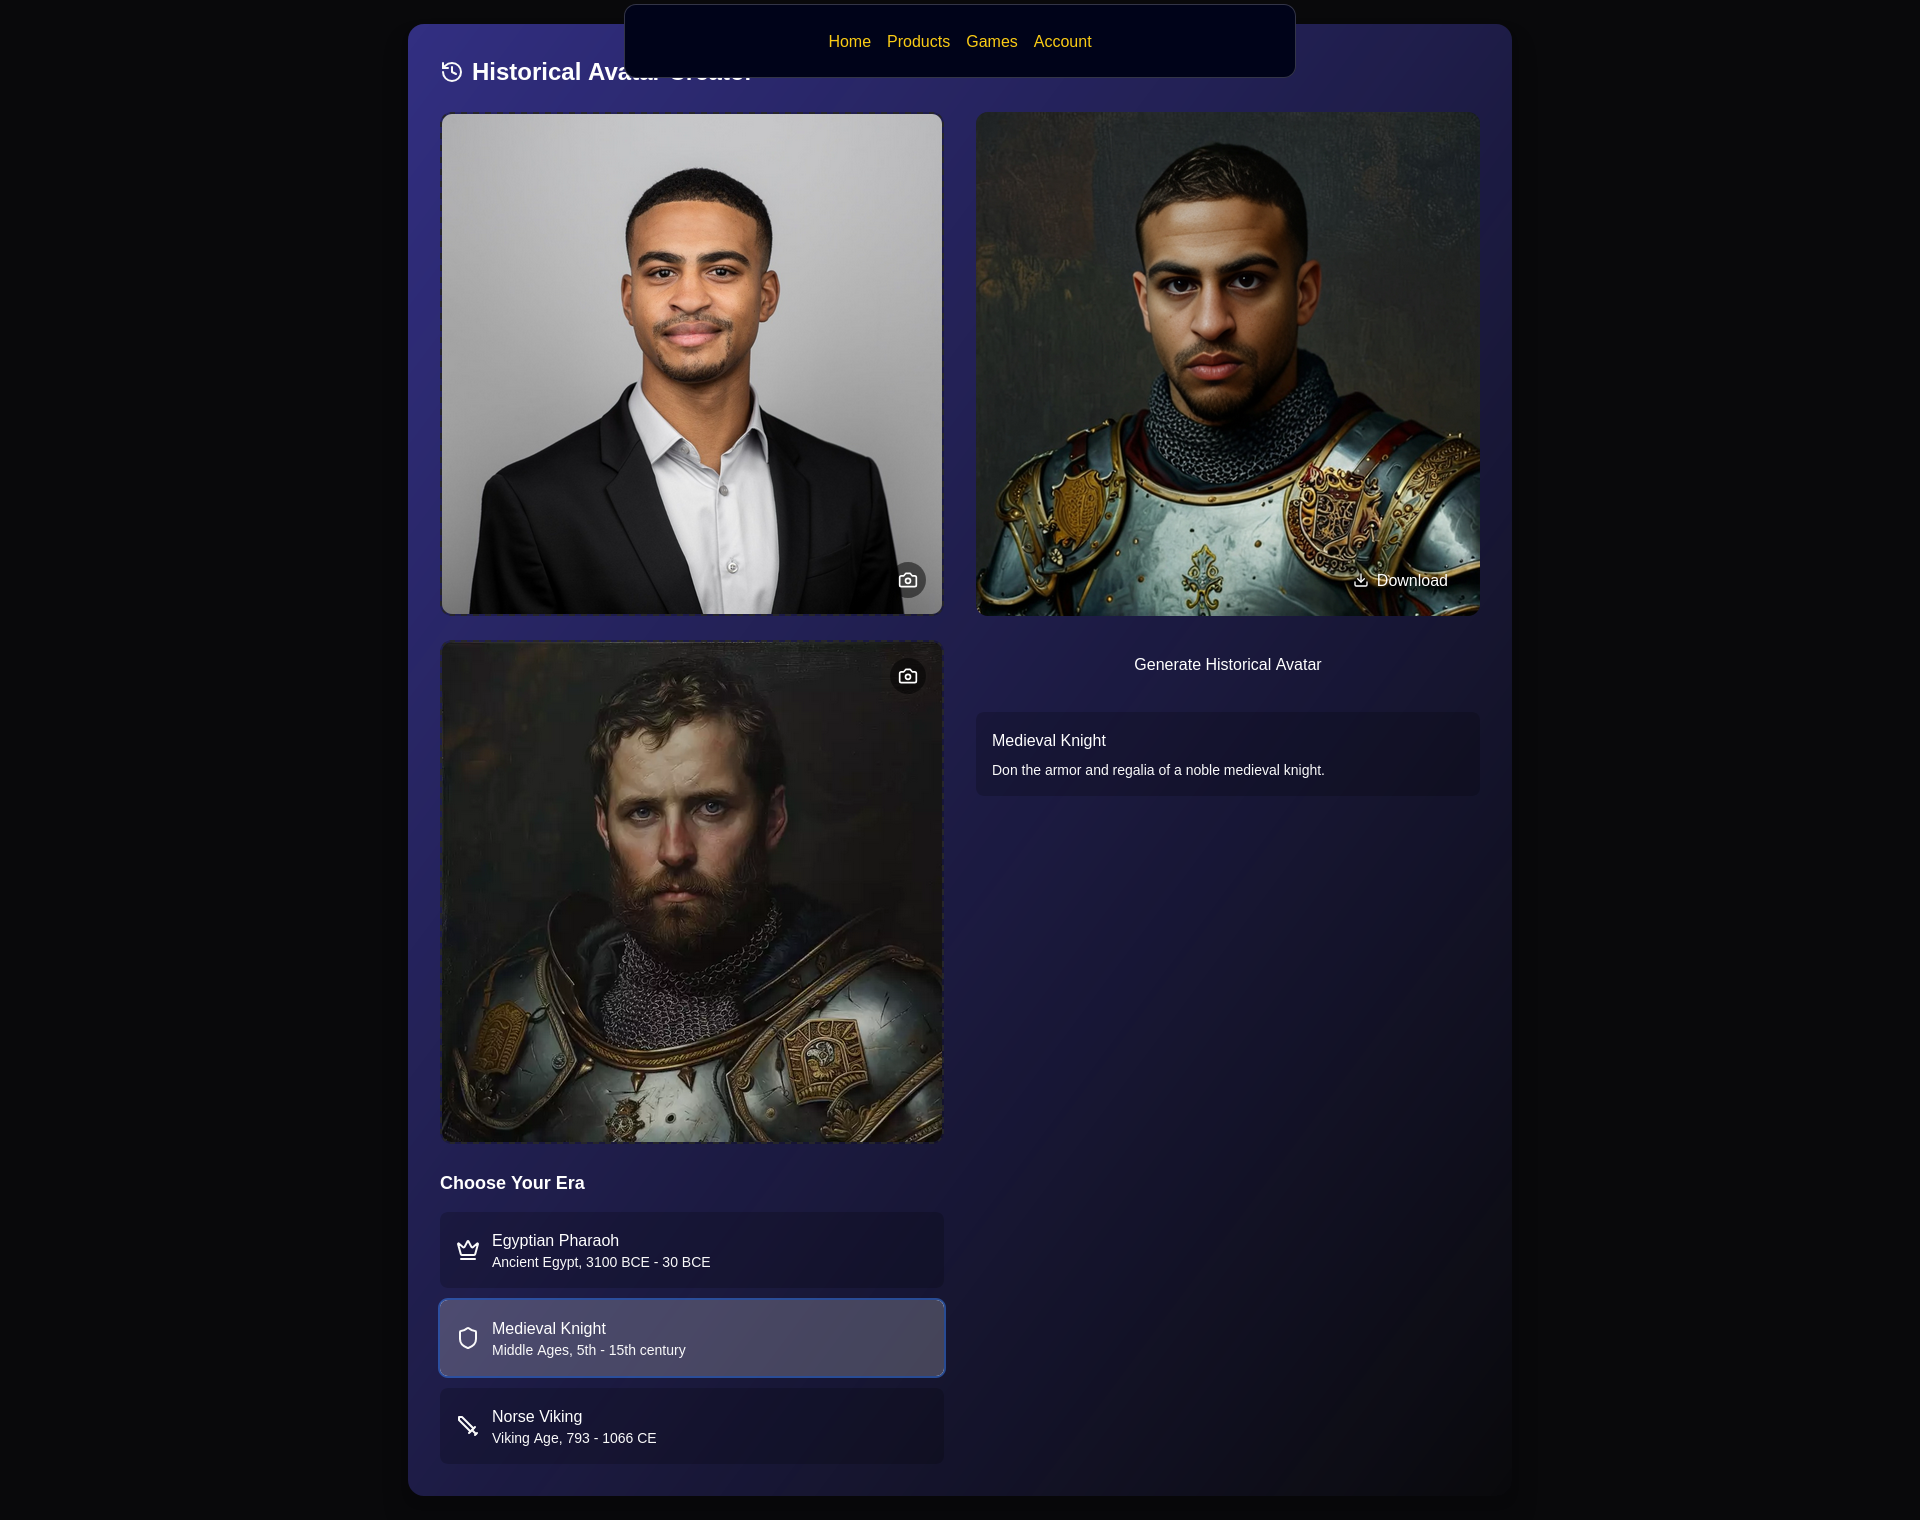 Home Products Games Account
Historical Avatar Creator
Download
Generate Historical Avatar
Medieval Knight
Don the armor and regalia of a noble medieval knight.
Choose Your Era
Egyptian Pharaoh
Ancient Egypt, 3100 BCE - 30 BCE
Medieval Knight
Middle Ages, 5th - 15th century
Norse Viking
Viking Age, 793 - 1066 CE